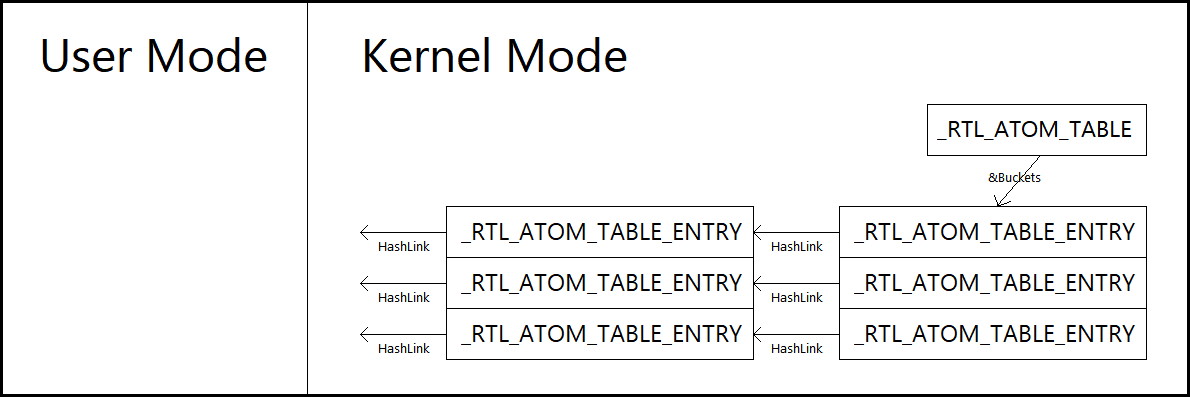 User Mode
Kernel Mode
_RTL_ATOM_TABLE
&Buckets
_RTL_ATOM_TABLE_ENTRY
_RTL_ATOM_TABLE_ENTRY
HashLink
HashLink
_RTL_ATOM_TABLE_ENTRY
_RTL_ATOM_TABLE_ENTRY
HashLink
HashLink
_RTL_ATOM_TABLE_ENTRY
_RTL_ATOM_TABLE_ENTRY
HashLink
HashLink